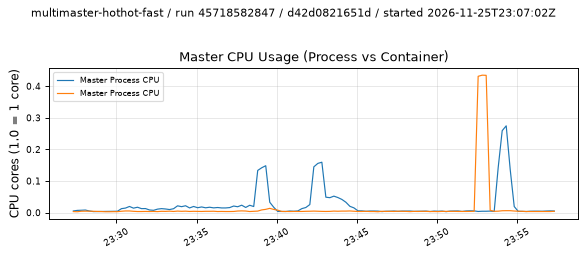 multimaster-hothot-fast / run 45718582847 / d42d0821651d / started 2026-11-25T23:07:02Z
Master CPU Usage (Process vs Container)
Master Process CPU
Master Process CPU
CPU cores (1.0 = 1 core)
0.4
0.3
0.2
0.1
0.0
23:30
23:35
23:40
23:45
23:50
23:55